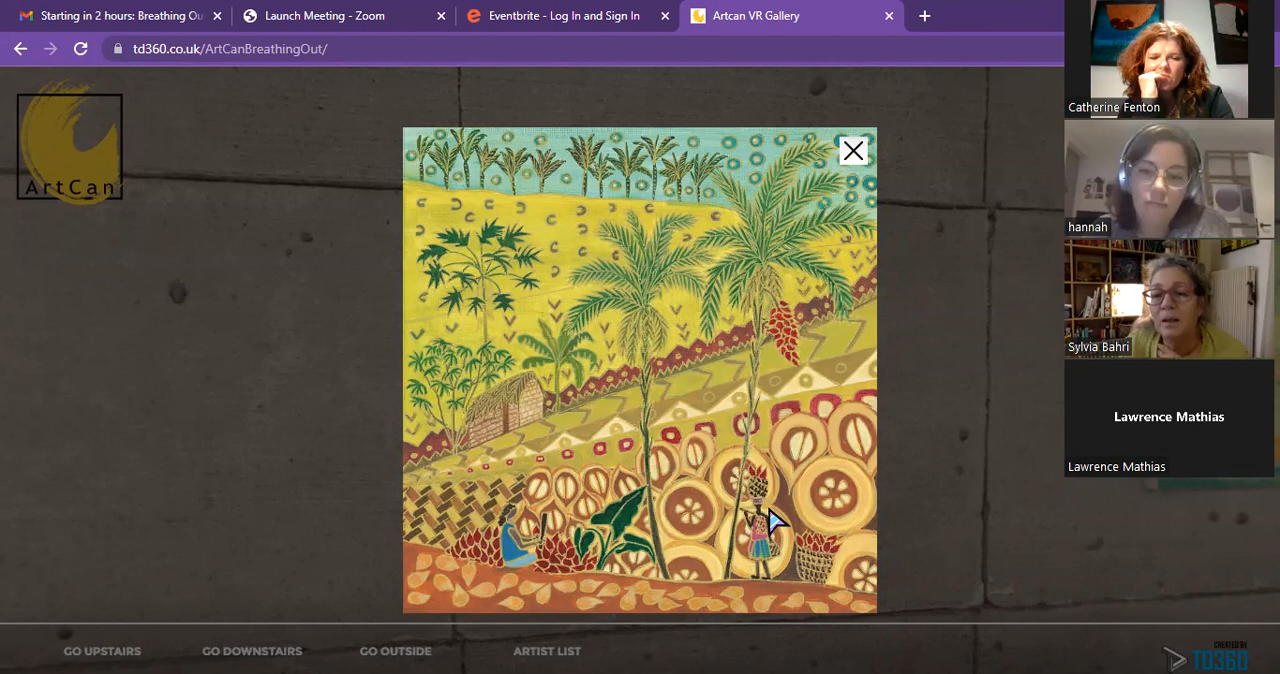 Starting in 2 hours: Breathing Ou
Launch Meeting - Zoom
Eventbrite - Log In and Sign In
Artcan VR Gallery
td360.co.uk/ArtCanBreathingOut/
ArtCan
Catherine Fenton
hannah
Sylvia Bahri
Lawrence Mathias
Lawrence Mathias
GO UPSTAIRS
GO DOWNSTAIRS
GO OUTSIDE
ARTIST LIST
CREATED BY
TD360